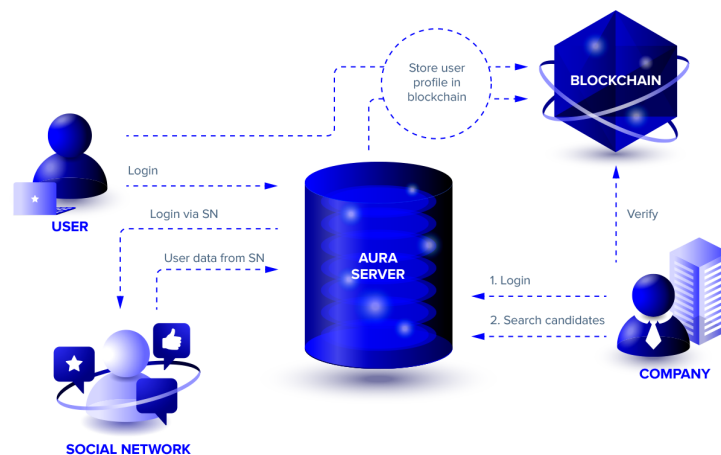 Store user
profile in
blockchain
BLOCKCHAIN
Login
USER
Login via SN
User data from SN
AURA
SERVER
Verify
1. Login
2. Search candidates
COMPANY
SOCIAL NETWORK